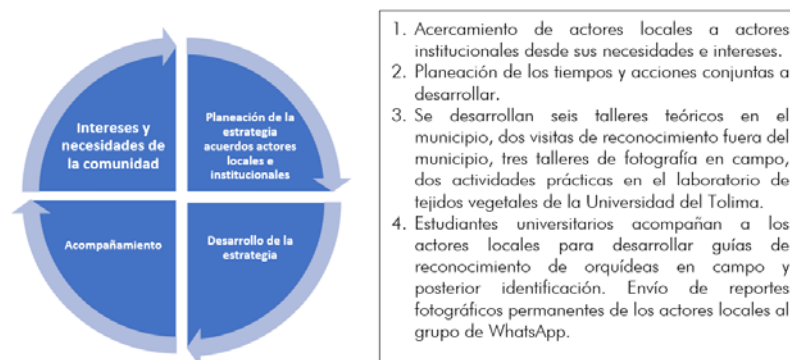 Intereses y
necesidades de
la comunidad
Planeación de la
estrategia
acuerdos actores
locales e
institucionales
Acompañamiento
Desarrollo de la
estrategia
1. Acercamiento de actores locales a actores
institucionales desde sus necesidades e intereses.
2. Planeación de los tiempos y acciones conjuntas a
desarrollar.
3. Se desarrollan seis talleres teóricos en el
municipio, dos visitas de reconocimiento fuera del
municipio, tres talleres de fotografía en campo,
dos actividades prácticas en el laboratorio de
tejidos vegetales de la Universidad del Tolima.
4. Estudiantes universitarios acompañan a los
actores locales para desarrollar guías de
reconocimiento de orquídeas en campo y
posterior identificación. Envío de reportes
fotográficos permanentes de los actores locales al
grupo de WhatsApp.